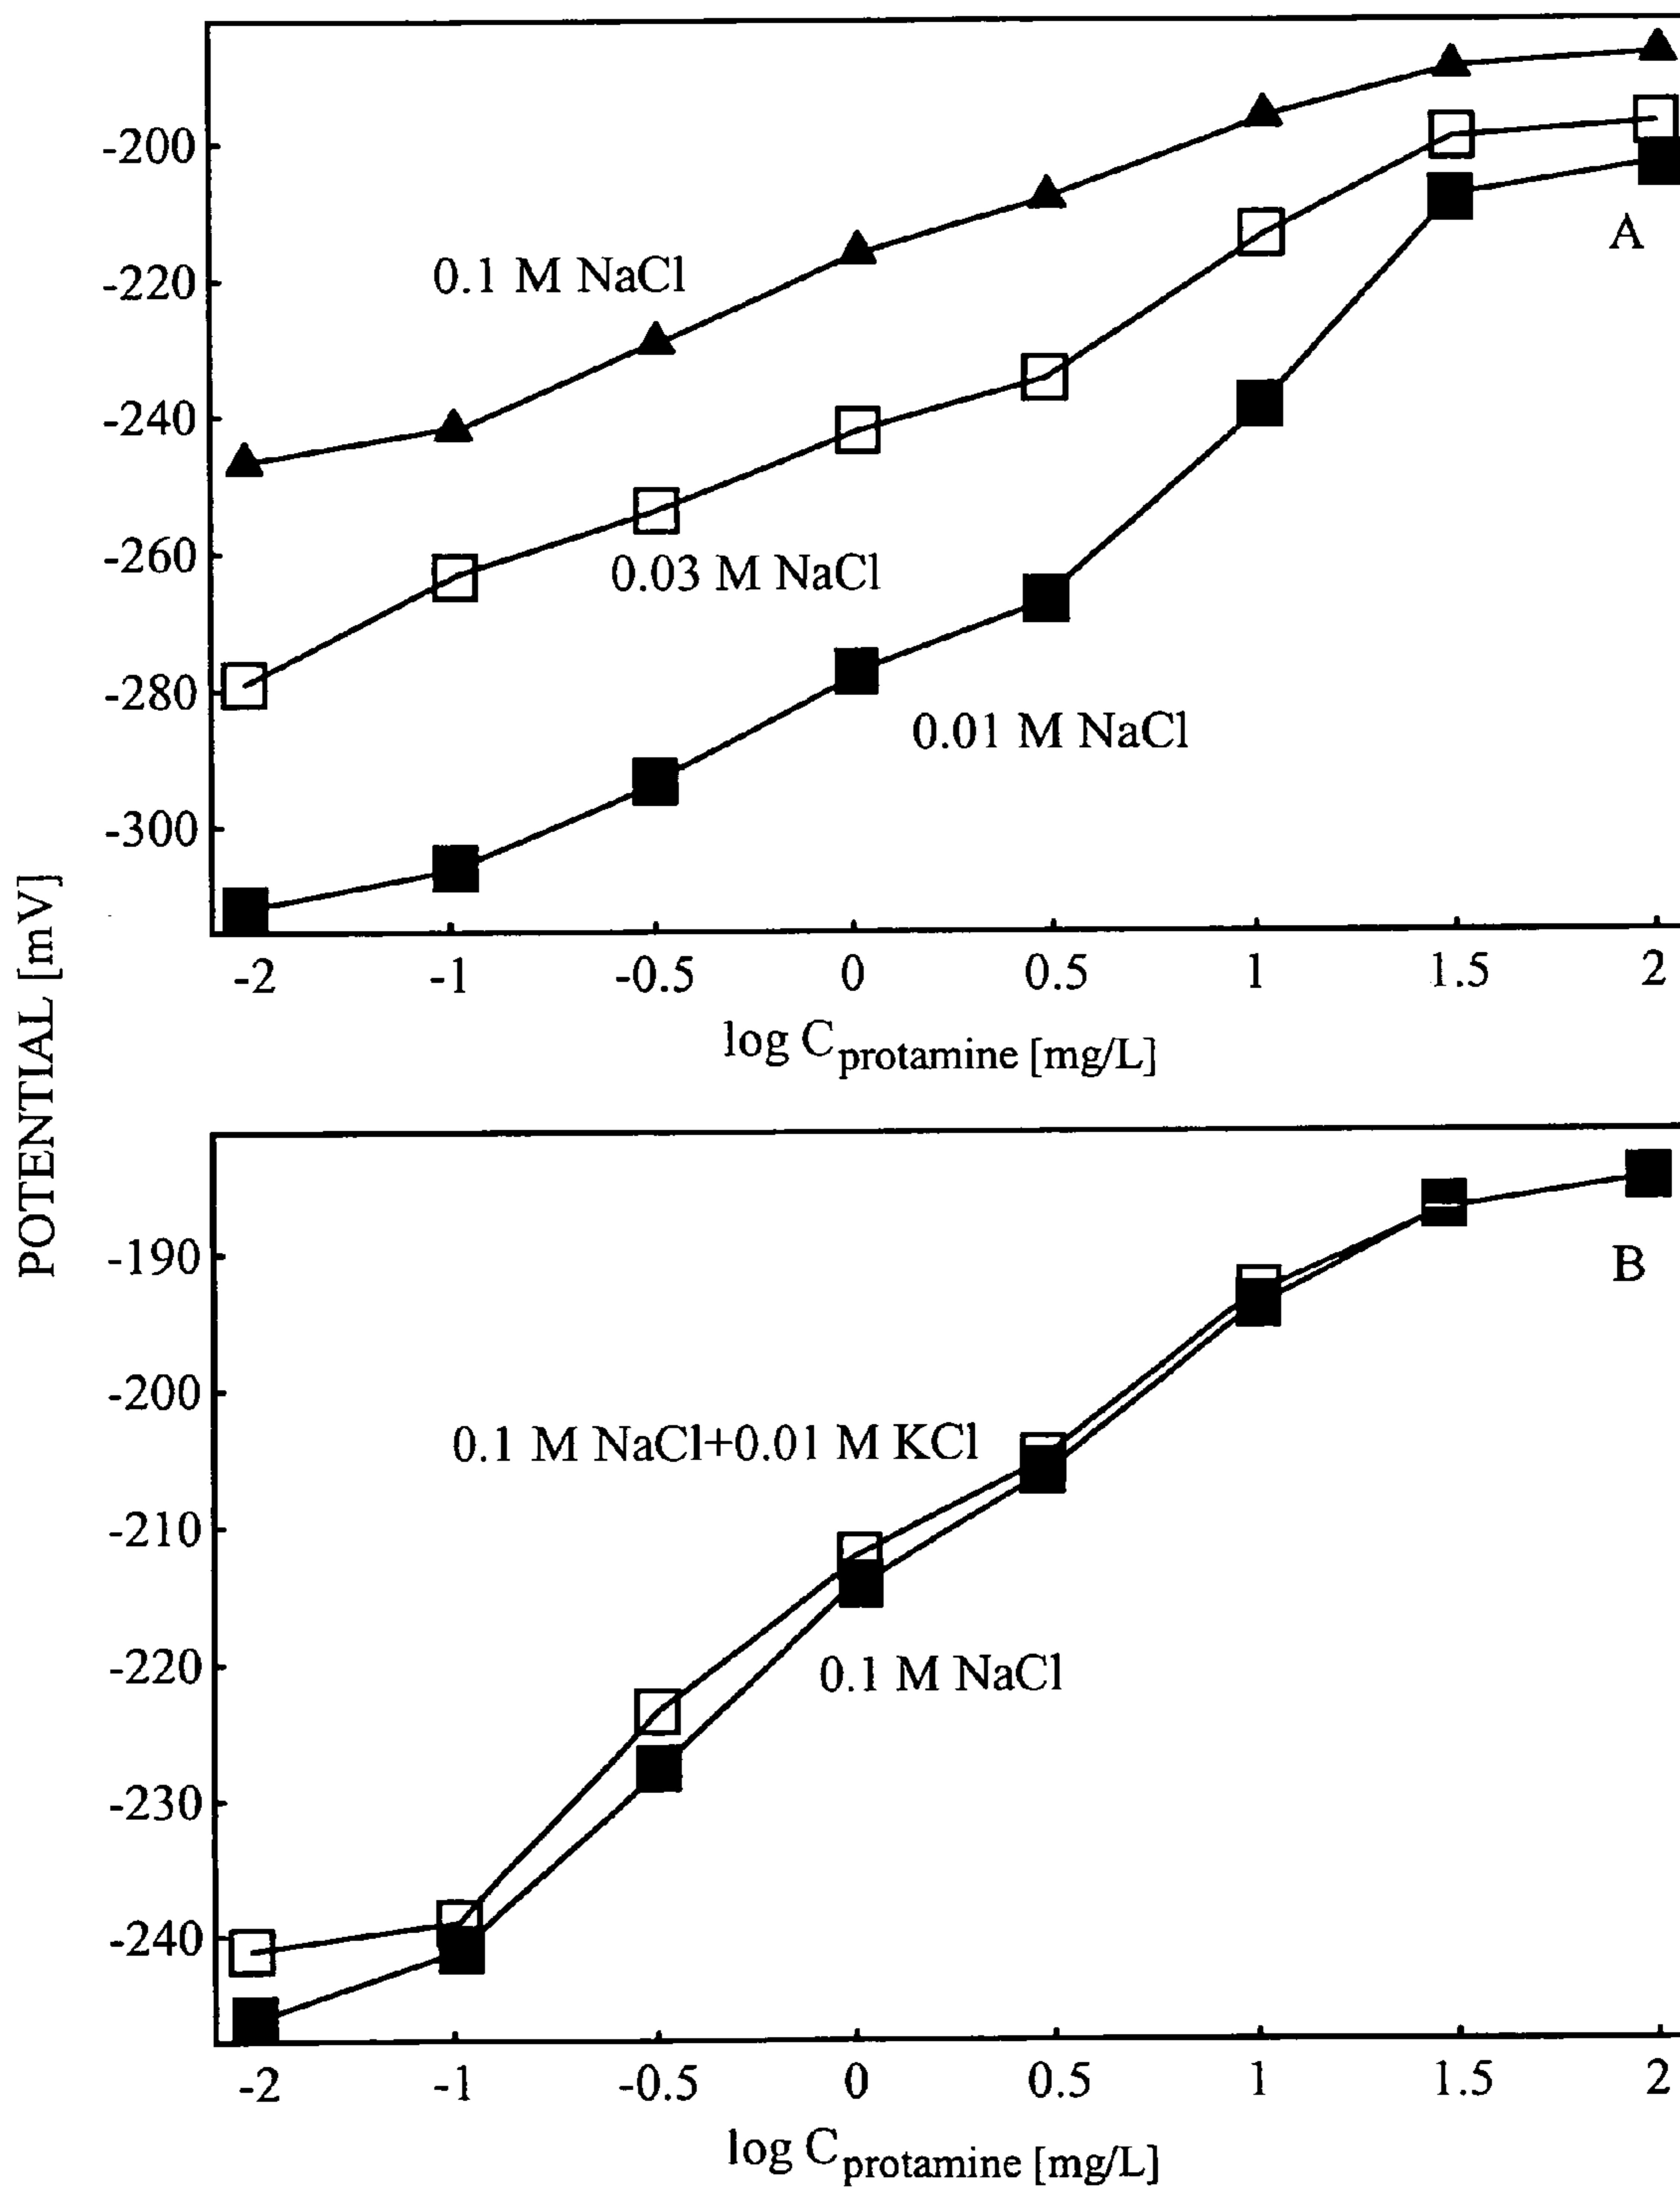 POTENTIAL [mV]
-200
-220
-240
-260
-280
-300
0.1 M NaCl
0.03 M NaCl
0.01 M NaCl
A
-2 -1 -0.5 0 0.5 1 1.5 2
log C protamine [mg/L]
-190
-200
-210
-220
-230
-240
B
0.1 M NaCl+0.01 M KCl
0.1 M NaCl
-2 -1 -0.5 0 0.5 1 1.5 2
log C protamine [mg/L]